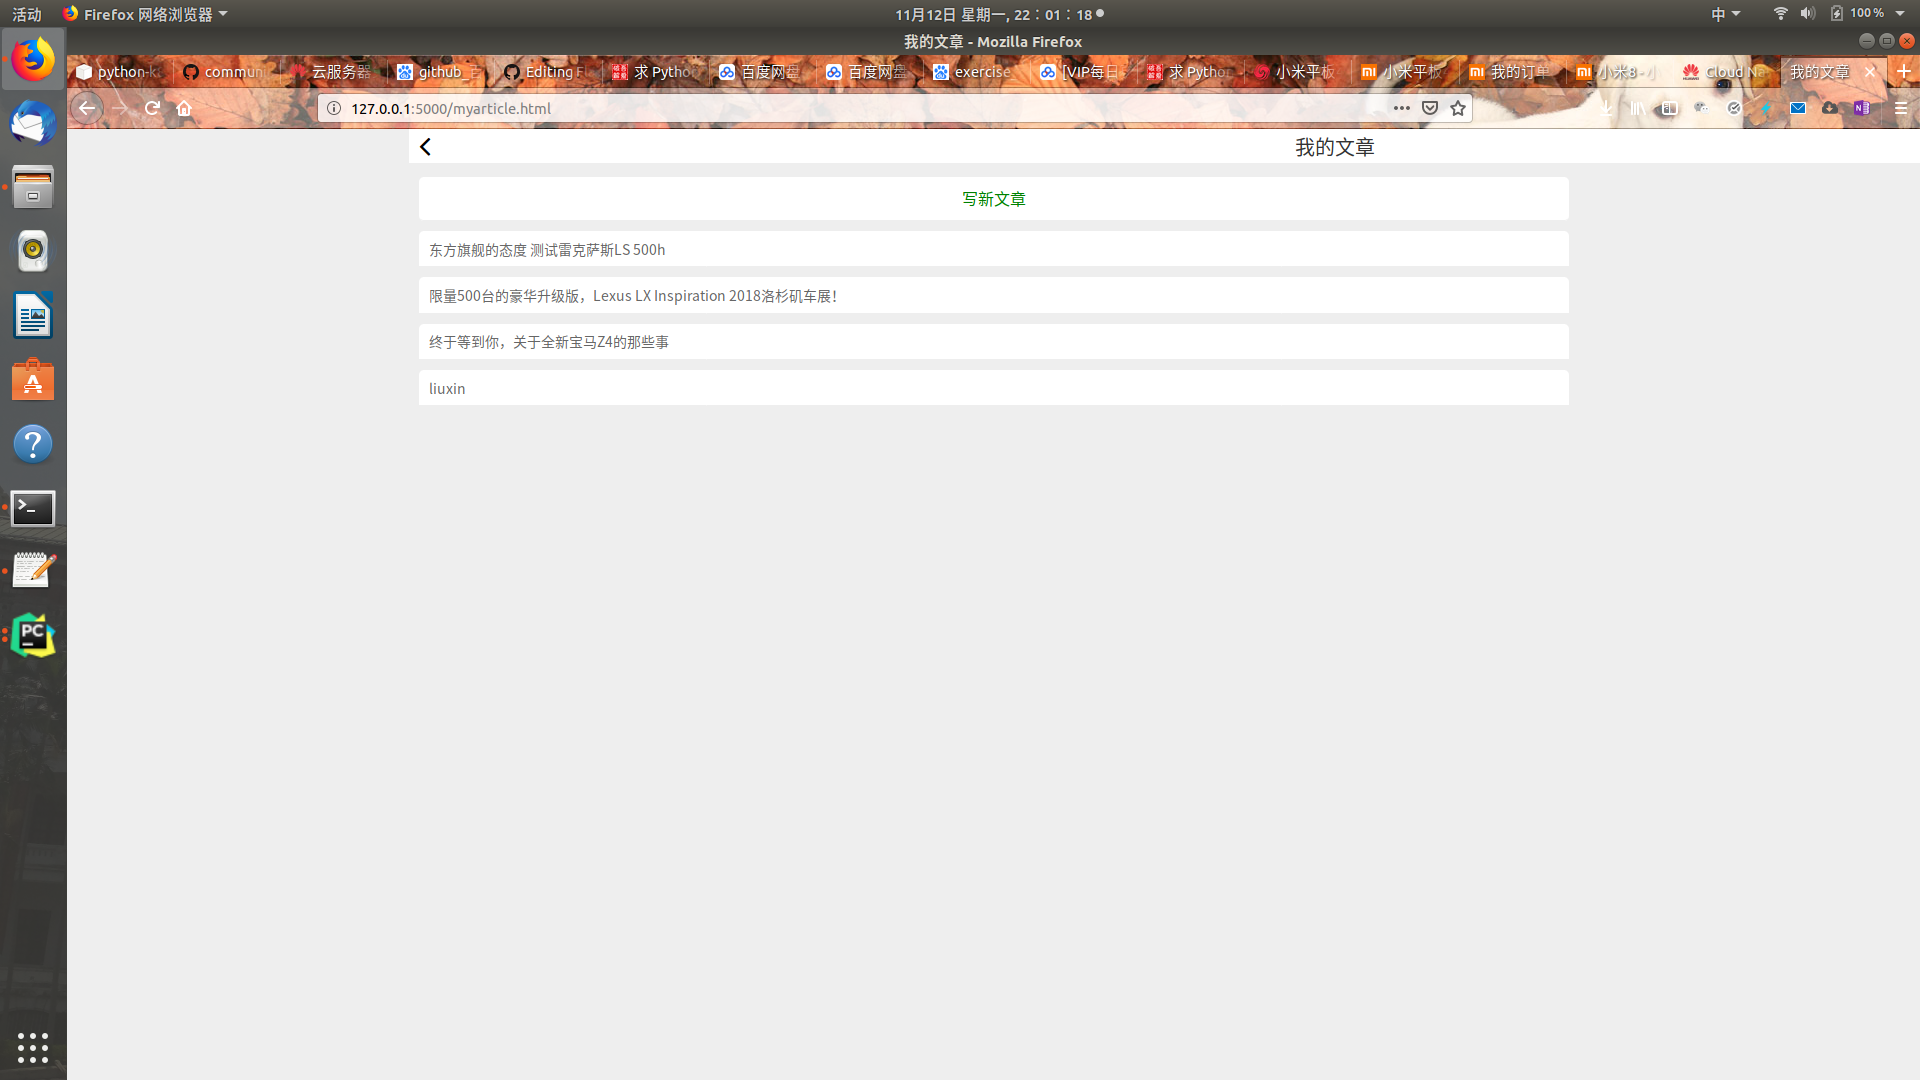 活动 Firefox 网络浏览器 11月12日 星期一, 22：01：18 中 100%
我的文章 - Mozilla Firefox
python-k commun 云服务器 github_ Editing F 求 Pytho 百度网盘 百度网盘 exercise [VIP每日 求 Pytho 小米平板 小米平板 我的订单 小米8 - 小 Cloud Na 我的文章
127.0.0.1:5000/myarticle.html
我的文章
写新文章
东方旗舰的态度 测试雷克萨斯LS 500h
限量500台的豪华升级版，Lexus LX Inspiration 2018洛杉矶车展！
终于等到你，关于全新宝马Z4的那些事
liuxin